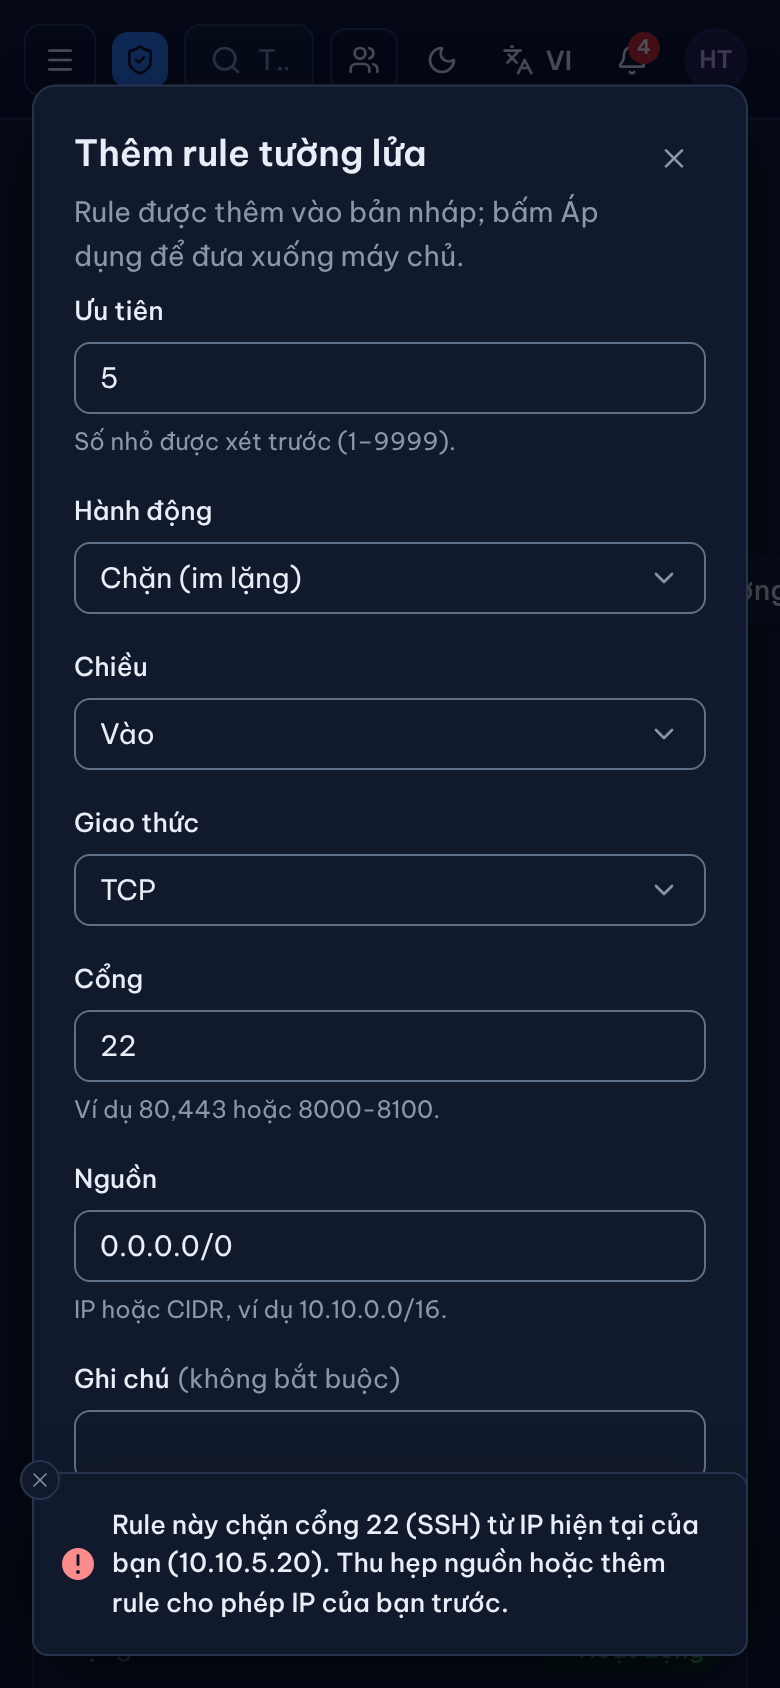 T..
VI
4
HT
Thêm rule tường lửa
Rule được thêm vào bản nháp; bấm Áp
dụng để đưa xuống máy chủ.
Ưu tiên
5
Số nhỏ được xét trước (1–9999).
Hành động
Chặn (im lặng)
Chiều
Vào
Giao thức
TCP
Cổng
22
Ví dụ 80,443 hoặc 8000-8100.
Nguồn
0.0.0.0/0
IP hoặc CIDR, ví dụ 10.10.0.0/16.
Ghi chú (không bắt buộc)
Rule này chặn cổng 22 (SSH) từ IP hiện tại của
bạn (10.10.5.20). Thu hẹp nguồn hoặc thêm
rule cho phép IP của bạn trước.